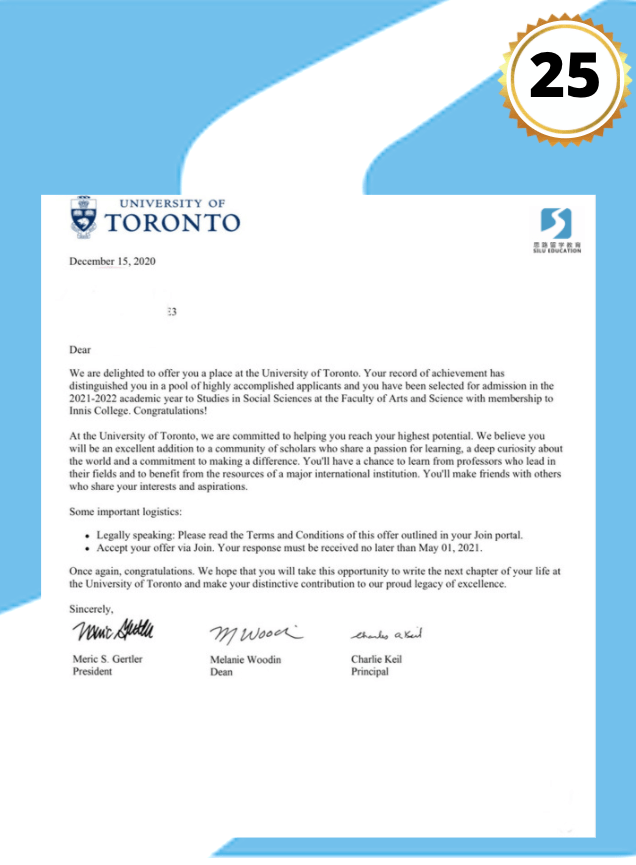 25
UNIVERSITY OF
TORONTO
思路留学教育
SILU EDUCATION
December 15, 2020
E3
Dear
We are delighted to offer you a place at the University of Toronto. Your record of achievement has
distinguished you in a pool of highly accomplished applicants and you have been selected for admission in the
2021-2022 academic year to Studies in Social Sciences at the Faculty of Arts and Science with membership to
Innis College. Congratulations!
At the University of Toronto, we are committed to helping you reach your highest potential. We believe you
will be an excellent addition to a community of scholars who share a passion for learning, a deep curiosity about
the world and a commitment to making a difference. You'll have a chance to learn from professors who lead in
their fields and to benefit from the resources of a major international institution. You'll make friends with others
who share your interests and aspirations.
Some important logistics:
• Legally speaking: Please read the Terms and Conditions of this offer outlined in your Join portal.
• Accept your offer via Join. Your response must be received no later than May 01, 2021.
Once again, congratulations. We hope that you will take this opportunity to write the next chapter of your life at
the University of Toronto and make your distinctive contribution to our proud legacy of excellence.
Sincerely,
Meric Gertler M Woodi Charles A Keil
Meric S. Gertler Melanie Woodin Charlie Keil
President Dean Principal